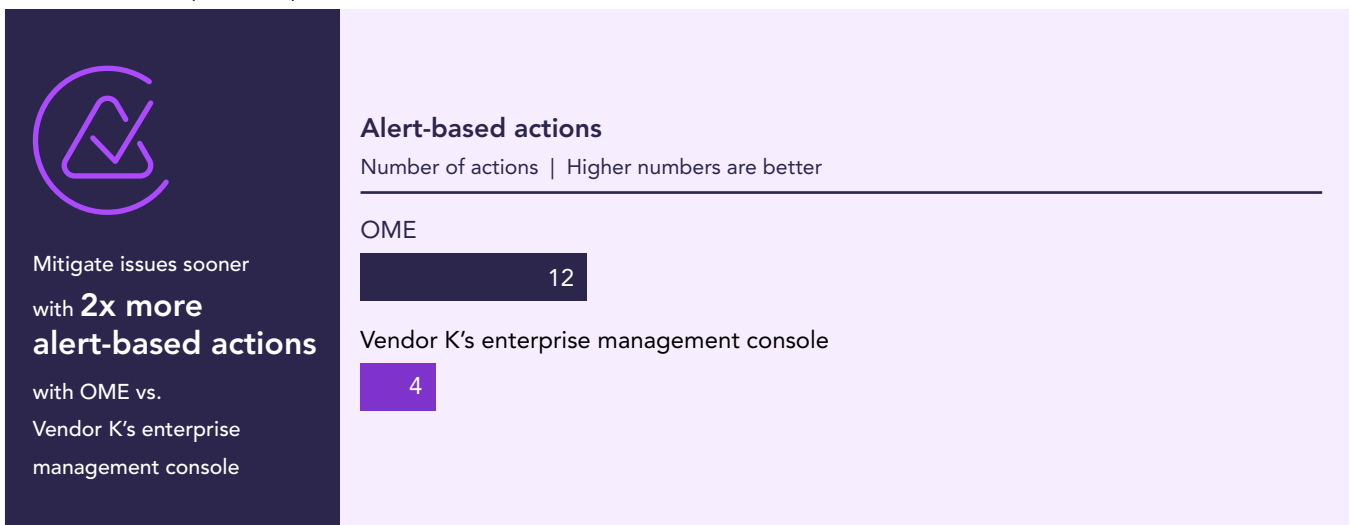 Mitigate issues sooner
with 2x more
alert-based actions
with OME vs.
Vendor K's enterprise
management console
Alert-based actions
Number of actions | Higher numbers are better
OME
12
Vendor K's enterprise management console
4